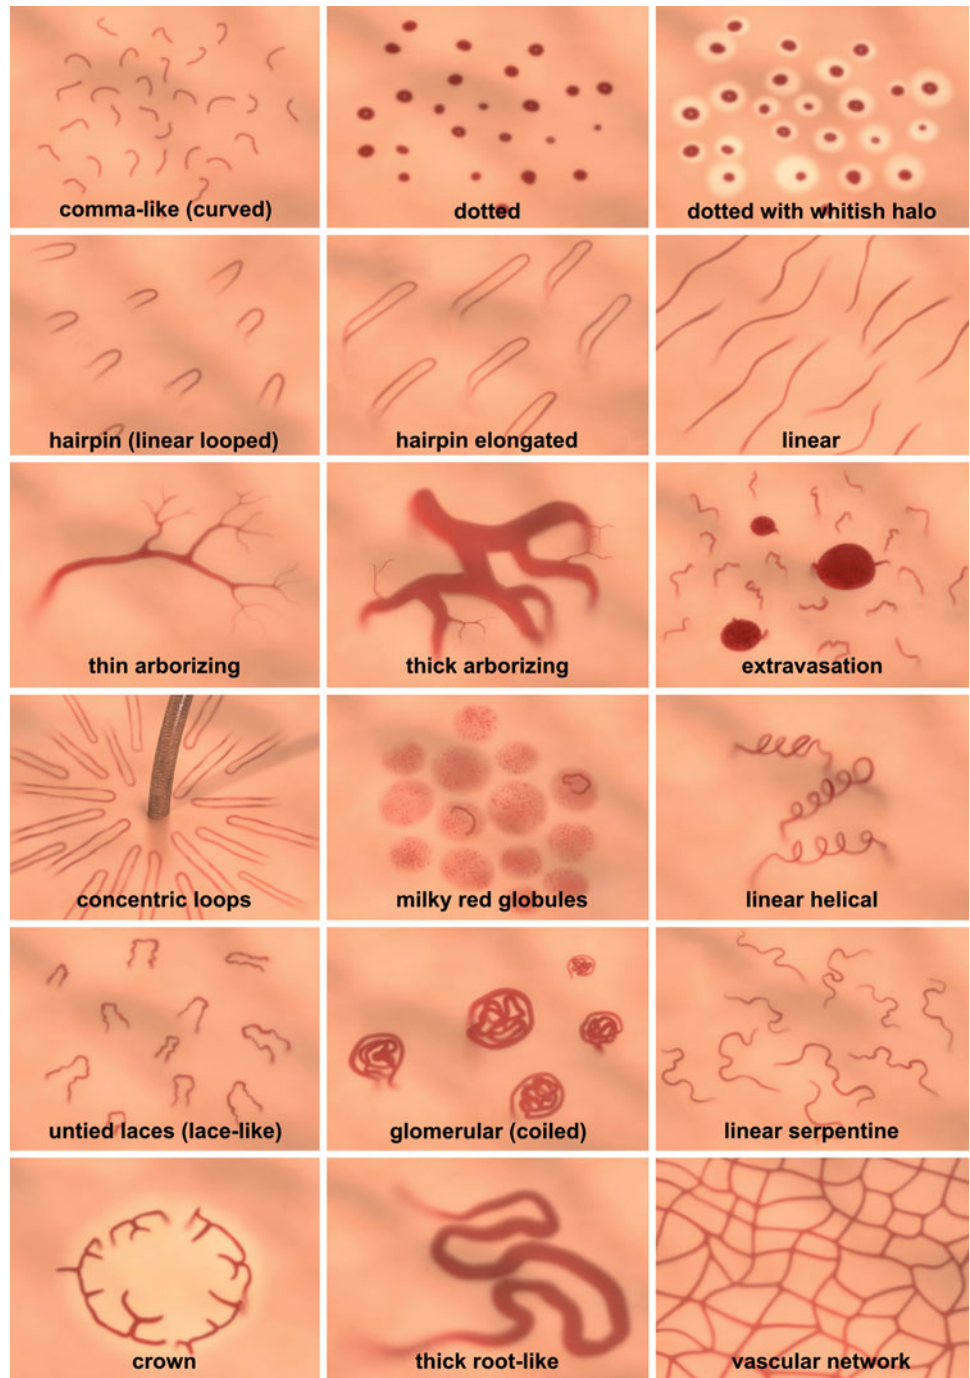 comma-like (curved)
dotted
dotted with whitish halo
hairpin (linear looped)
hairpin elongated
linear
thin arborizing
thick arborizing
extravasation
concentric loops
milky red globules
linear helical
untied laces (lace-like)
glomerular (coiled)
linear serpentine
crown
thick root-like
vascular network